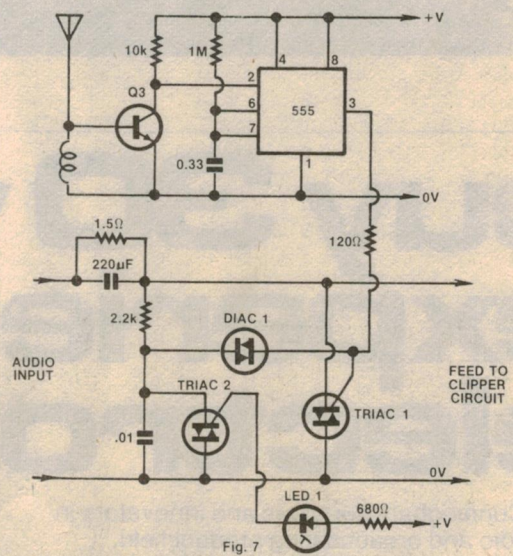 +V
10k
1M
4
8
Q3
2
6
7
555
3
1
0.33
0V
1.5Ω
220µF
120Ω
2.2k
DIAC 1
AUDIO
INPUT
TRIAC 2
TRIAC 1
FEED TO
CLIPPER
CIRCUIT
.01
0V
LED 1
680Ω
+V
Fig. 7